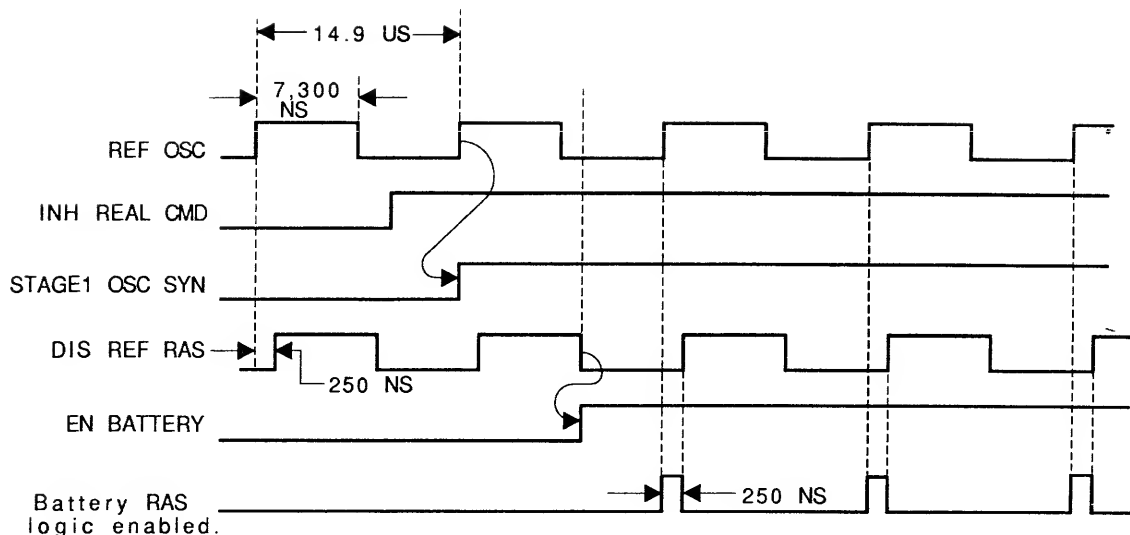 14.9 US
7,300
NS
REF OSC
INH REAL CMD
STAGE1 OSC SYN
DIS REF RAS
250 NS
EN BATTERY
250 NS
Battery RAS
logic enabled.